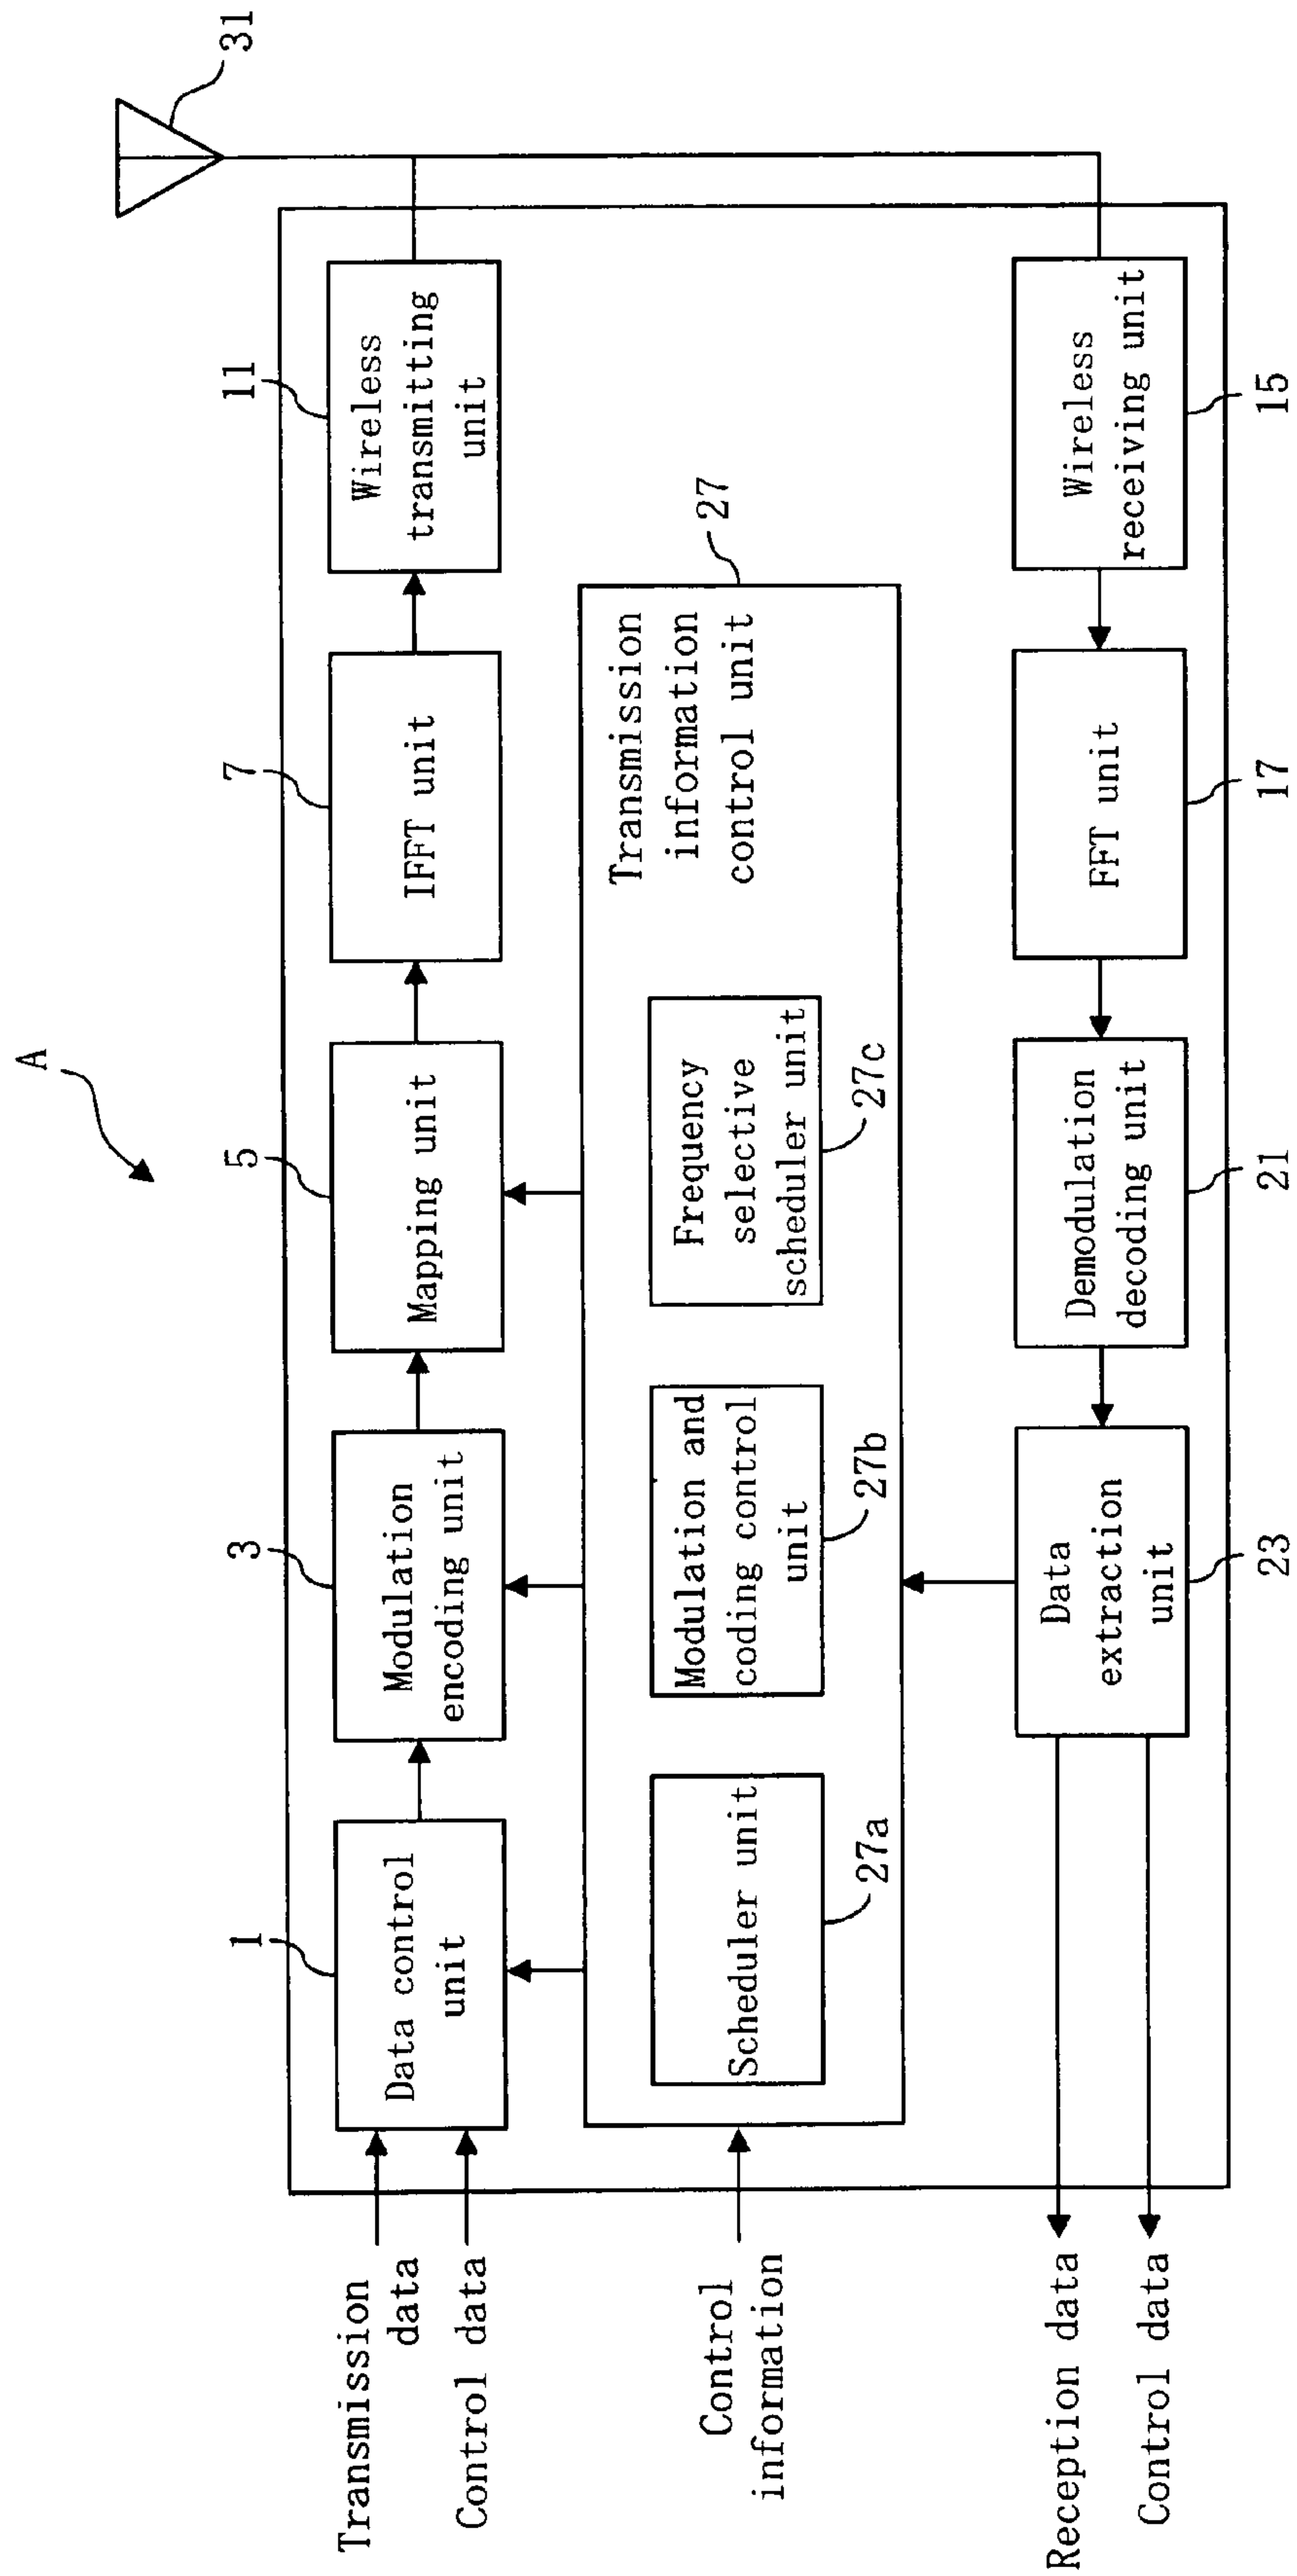 A
31
Transmission
data
Control data
1
Data control
unit
3
Modulation
encoding unit
5
Mapping unit
7
IFFT unit
11
Wireless
transmitting
unit
Control
information
27
Transmission
information
control unit
Scheduler unit
27a
Modulation and
coding control
unit
27b
Frequency
selective
scheduler unit
27c
Reception data
Control data
Data
extraction
unit
23
Demodulation
decoding unit
21
FFT unit
17
Wireless
receiving unit
15